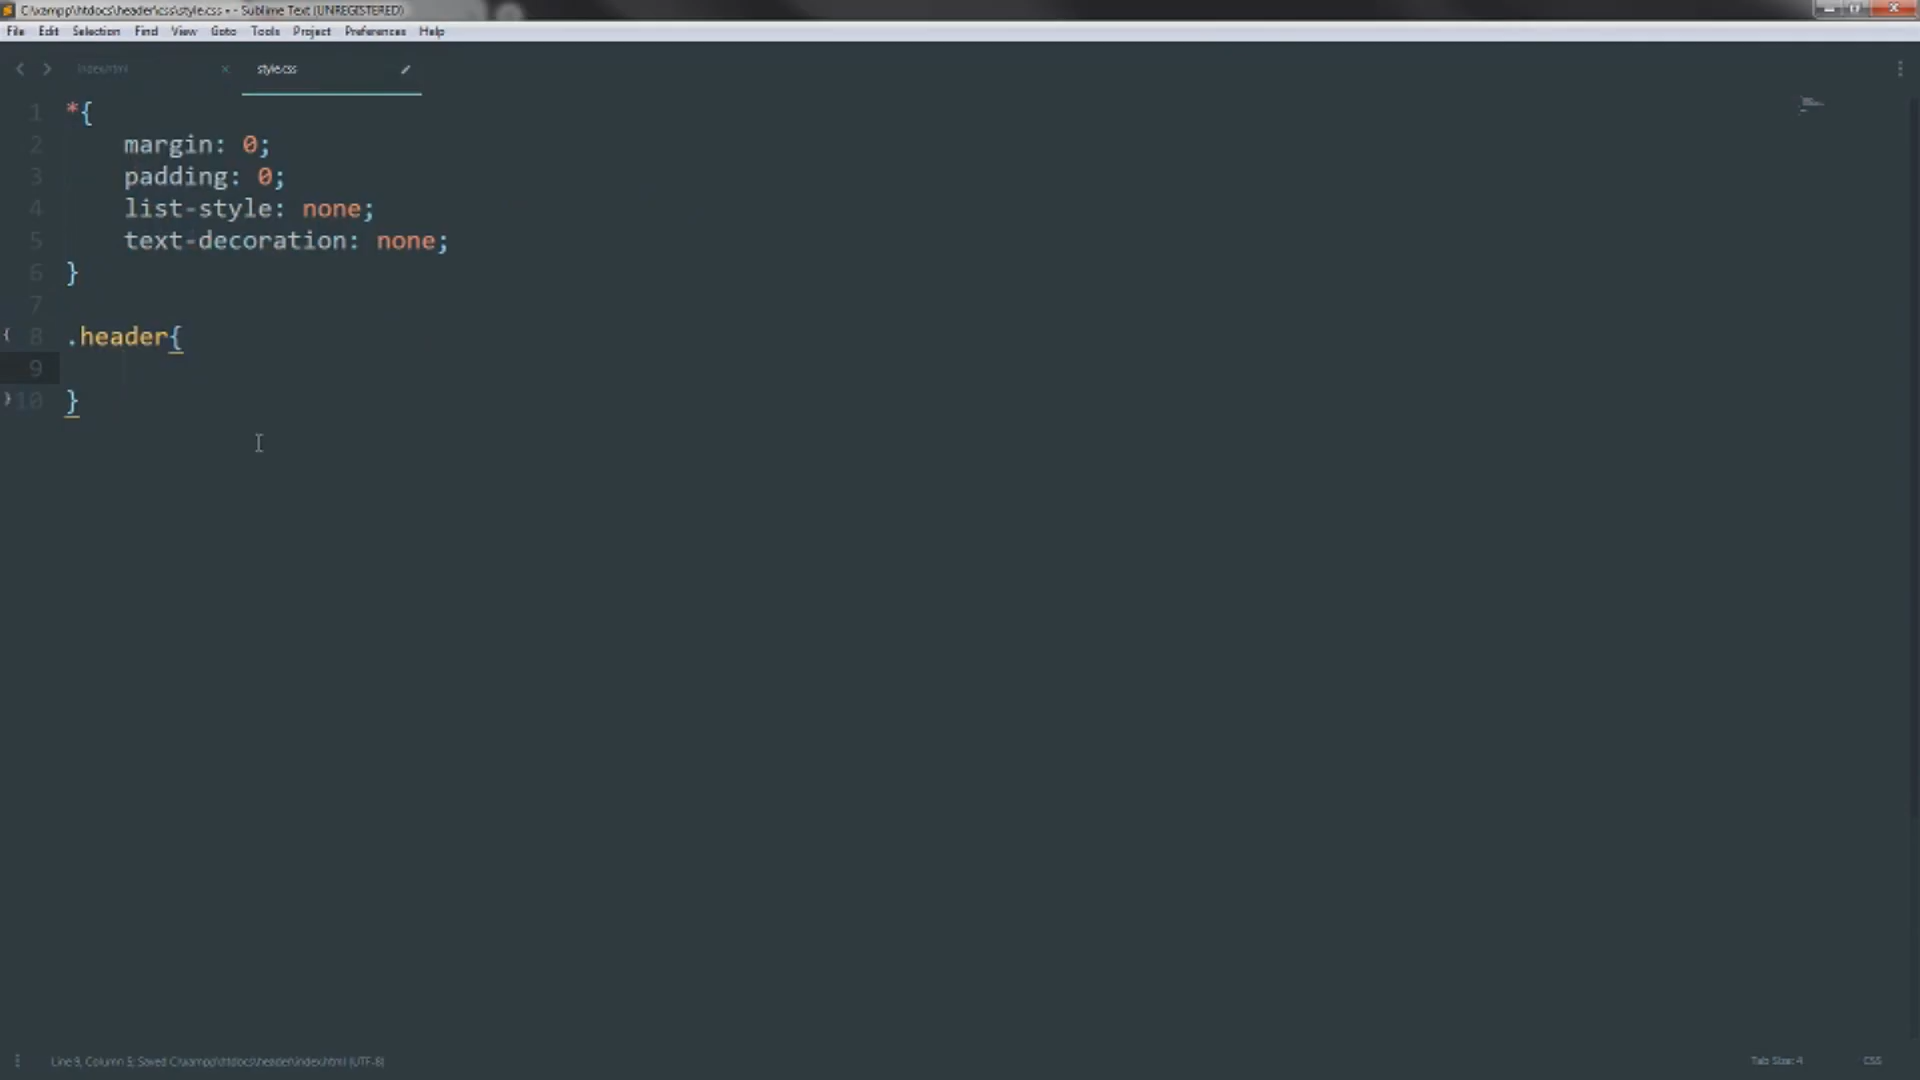 C:\xampp\htdocs\header\css\style.css • - Sublime Text (UNREGISTERED)
File Edit Selection Find View Goto Tools Project Preferences Help
index.html style.css
1 *{
2 margin: 0;
3 padding: 0;
4 list-style: none;
5 text-decoration: none;
6 }
7
8 .header{
9
10 }
Line 9, Column 5; Saved C:\xampp\htdocs\header\index.html (UTF-8) Tab Size: 4 CSS